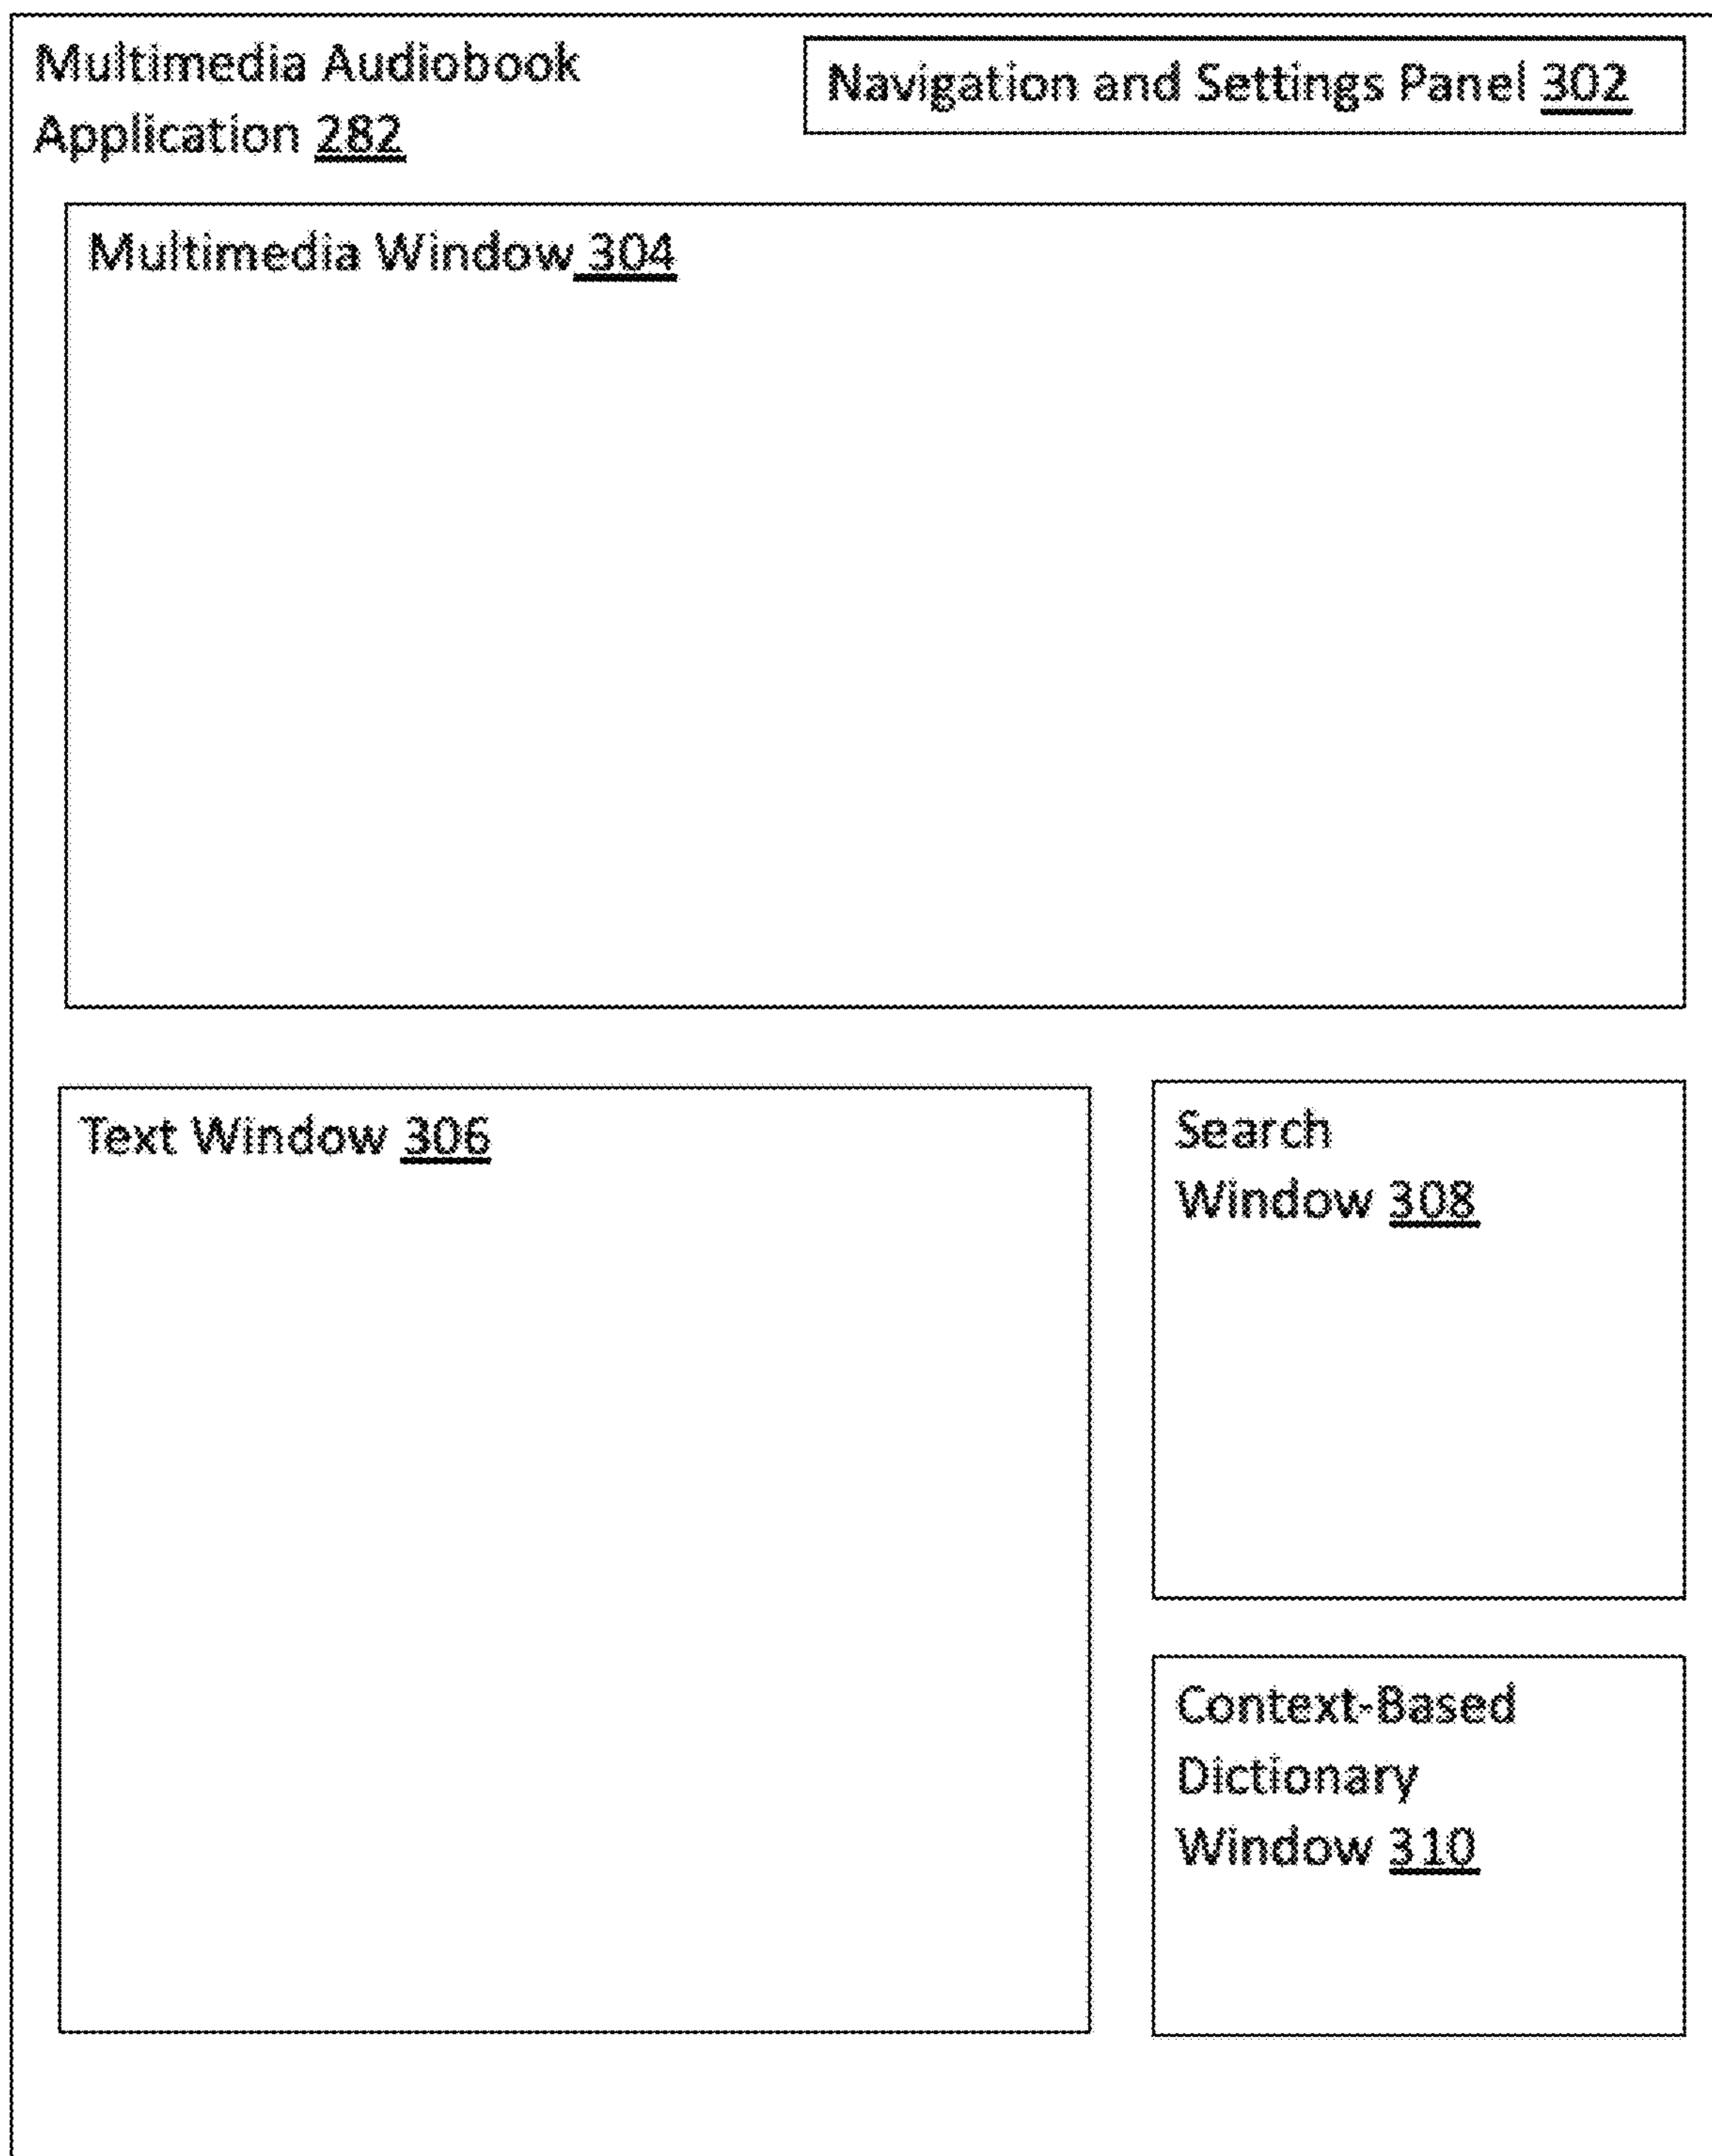 Multimedia Audiobook
Application 282
Navigation and Settings Panel 302
Multimedia Window 304
Text Window 306
Search
Window 308
Context-Based
Dictionary
Window 310